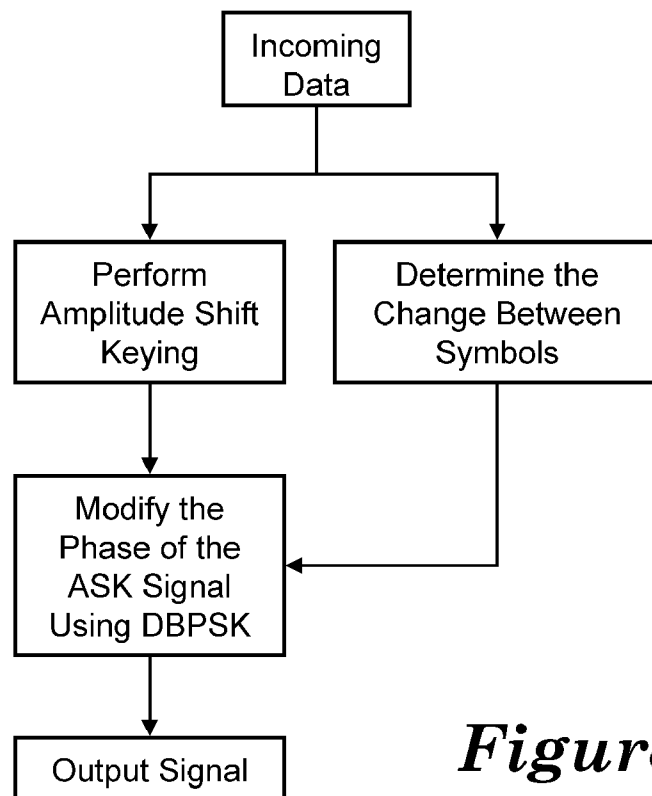 Incoming
Data
Perform
Amplitude Shift
Keying
Determine the
Change Between
Symbols
Modify the
Phase of the
ASK Signal
Using DBPSK
Output Signal
Figure